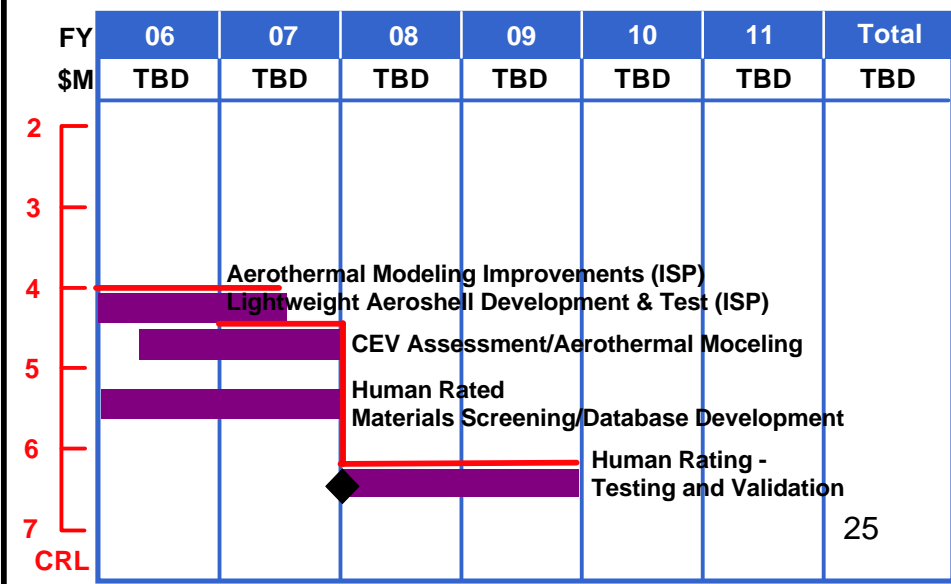 FY 06 07 08 09 10 11 Total
$M TBD TBD TBD TBD TBD TBD TBD
2
3
Aerothermal Modeling Improvements (ISP)
4
Lightweight Aeroshell Development & Test (ISP)
CEV Assessment/Aerothermal Moceling
5
Human Rated
Materials Screening/Database Development
6
Human Rating -
Testing and Validation
7
25
CRL